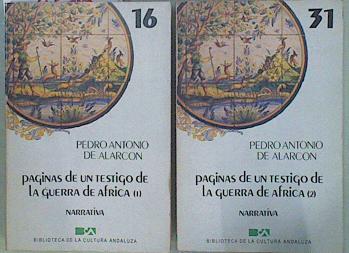 16
PEDRO ANTONIO
DE ALARCON
PAGINAS DE UN TESTIGO DE
LA GUERRA DE AFRICA (1)
NARRATIVA
BIBLIOTECA DE LA CULTURA ANDALUZA
31
PEDRO ANTONIO
DE ALARCON
PAGINAS DE UN TESTIGO DE
LA GUERRA DE AFRICA (2)
NARRATIVA
BIBLIOTECA DE LA CULTURA ANDALUZA